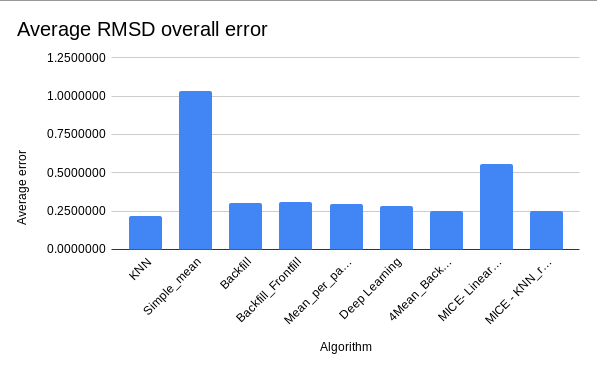 Average RMSD overall error
1.2500000
1.0000000
0.7500000
0.5000000
0.2500000
0.0000000
Average error
KNN
Simple_mean
Backfill
Backfill_Frontfill
Mean_per_pa…
Deep Learning
4Mean_Back…
MICE- Linear…
MICE - KNN_r…
Algorithm